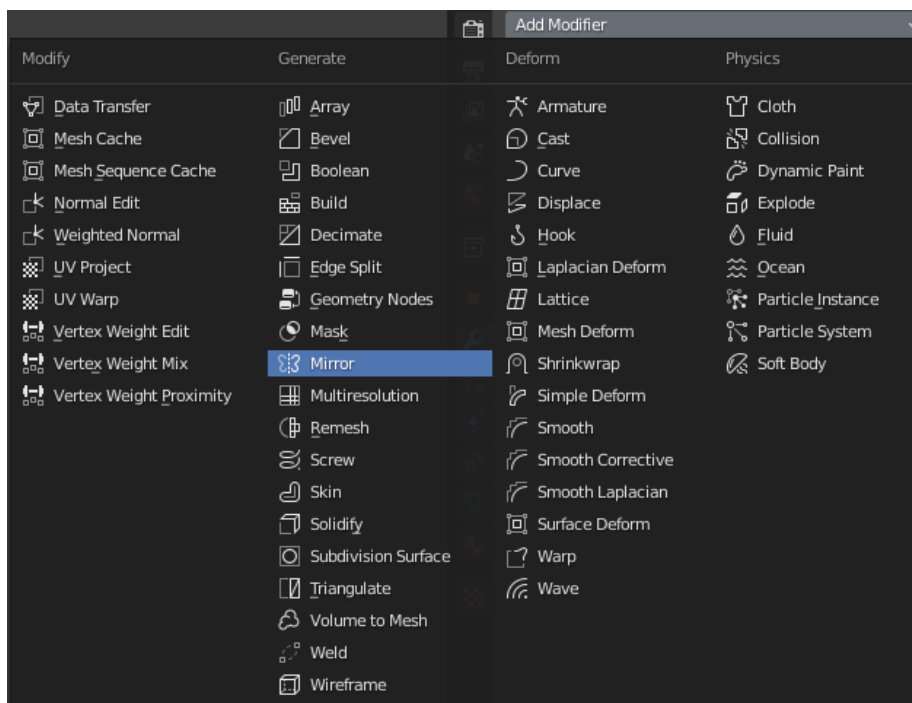 Add Modifier
Modify
Data Transfer
Mesh Cache
Mesh Sequence Cache
Normal Edit
Weighted Normal
UV Project
UV Warp
Vertex Weight Edit
Vertex Weight Mix
Vertex Weight Proximity
Generate
Array
Bevel
Boolean
Build
Decimate
Edge Split
Geometry Nodes
Mask
Mirror
Multiresolution
Remesh
Screw
Skin
Solidify
Subdivision Surface
Triangulate
Volume to Mesh
Weld
Wireframe
Deform
Armature
Cast
Curve
Displace
Hook
Laplacian Deform
Lattice
Mesh Deform
Shrinkwrap
Simple Deform
Smooth
Smooth Corrective
Smooth Laplacian
Surface Deform
Warp
Wave
Physics
Cloth
Collision
Dynamic Paint
Explode
Fluid
Ocean
Particle Instance
Particle System
Soft Body